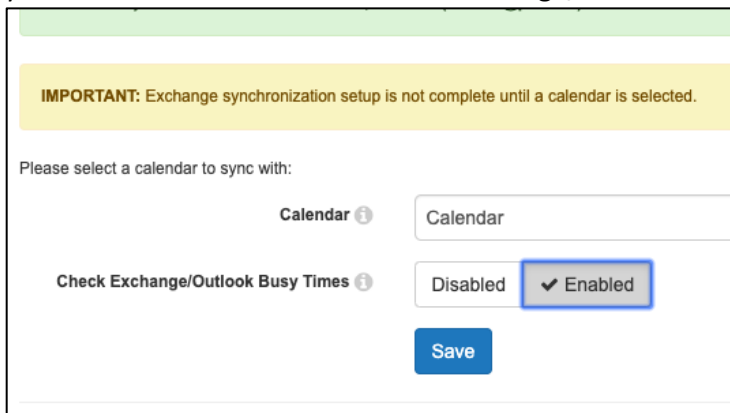 IMPORTANT: Exchange synchronization setup is not complete until a calendar is selected.
Please select a calendar to sync with:
Calendar
Calendar
Check Exchange/Outlook Busy Times
Disabled ✔ Enabled
Save